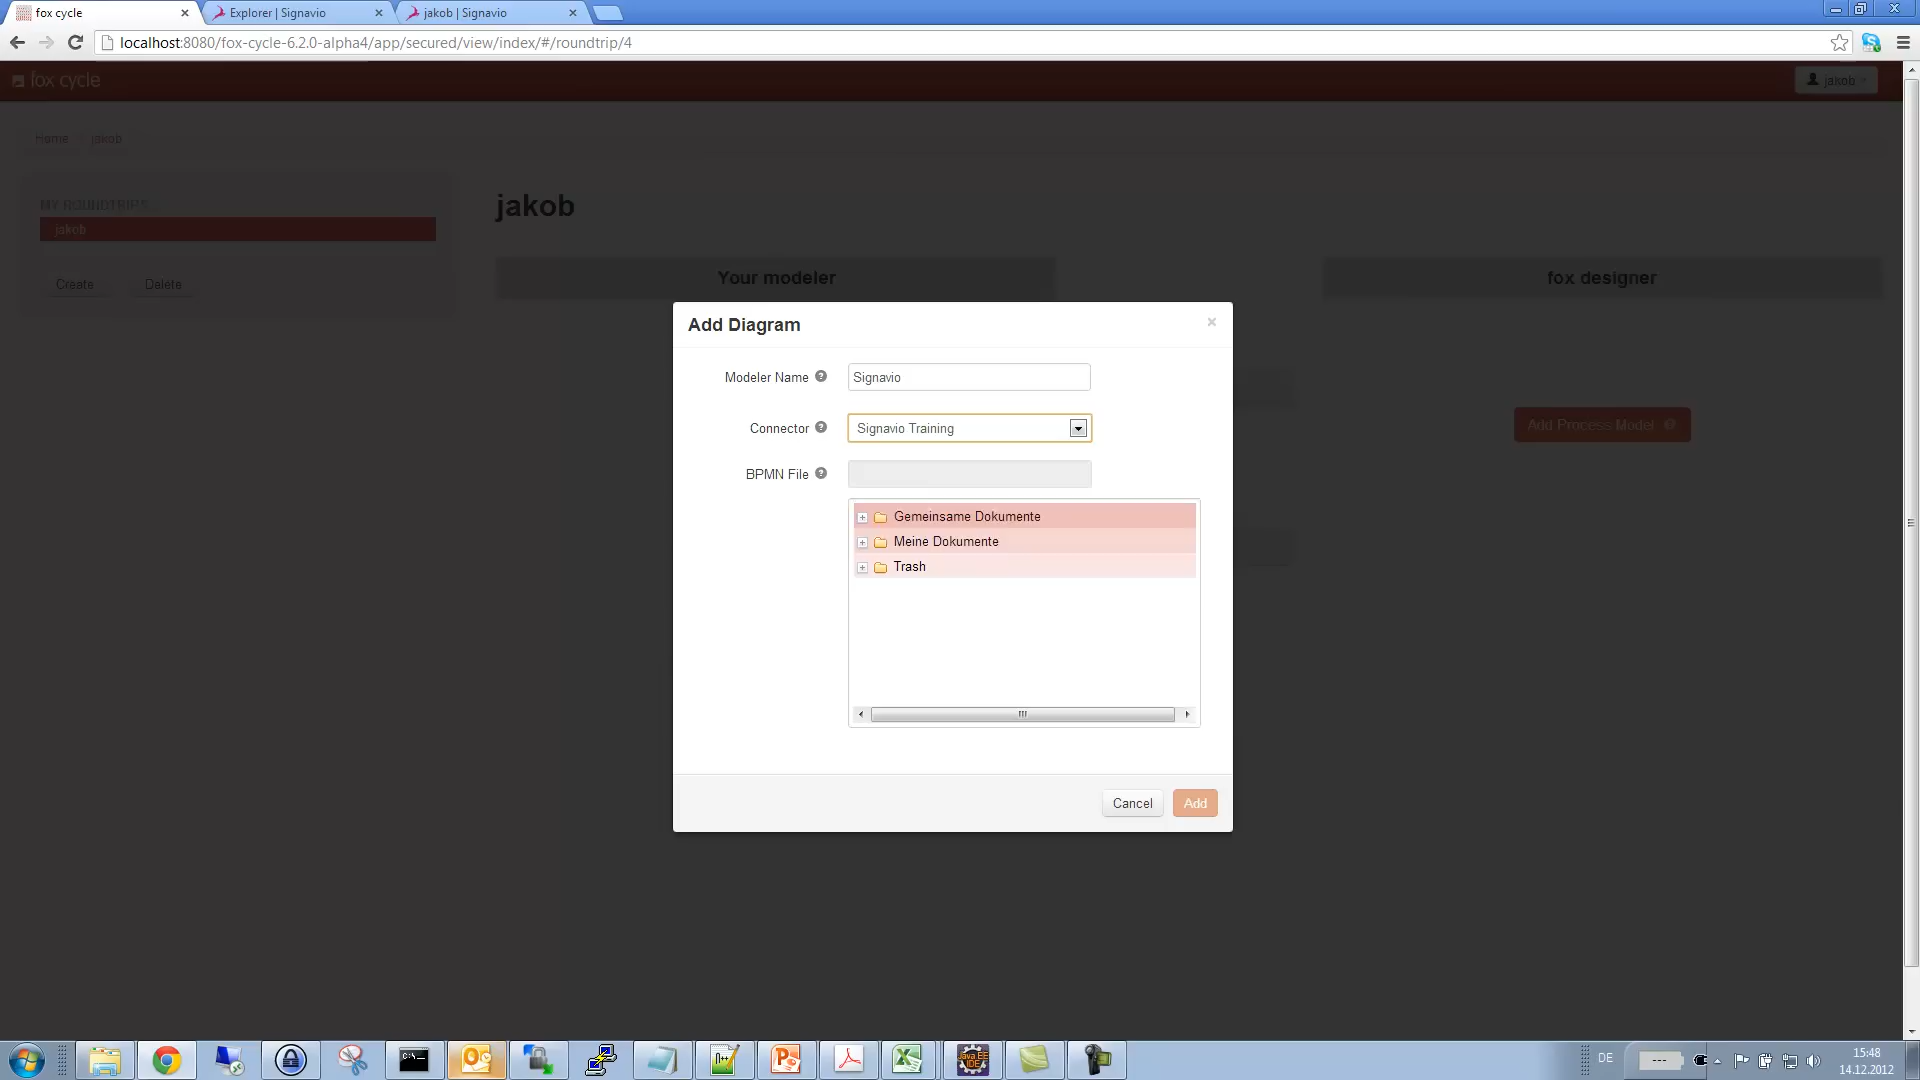 fox cycle
Explorer | Signavio
jakob | Signavio
localhost:8080/fox-cycle-6.2.0-alpha4/app/secured/view/index/#/roundtrip/4
fox cycle
jakob
Home
jakob
MY ROUNDTRIPS...
jakob
Create
Delete
jakob
Your modeler
fox designer
Add Process Model
Add Diagram
Modeler Name
Signavio
Connector
Signavio Training
BPMN File
Gemeinsame Dokumente
Meine Dokumente
Trash
Cancel
Add
DE
15:48
14.12.2012